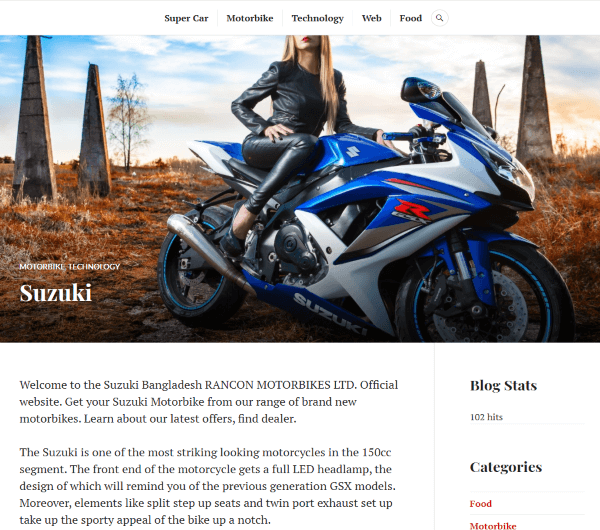 Super Car Motorbike Technology Web Food
MOTORBIKE, TECHNOLOGY
Suzuki
R
SUZUKI
Welcome to the Suzuki Bangladesh RANCON MOTORBIKES LTD. Official
website. Get your Suzuki Motorbike from our range of brand new
motorbikes. Learn about our latest offers, find dealer.
The Suzuki is one of the most striking looking motorcycles in the 150cc
segment. The front end of the motorcycle gets a full LED headlamp, the
design of which will remind you of the previous generation GSX models.
Moreover, elements like split step up seats and twin port exhaust set up
take up the sporty appeal of the bike up a notch.
Blog Stats
102 hits
Categories
Food
Motorbike